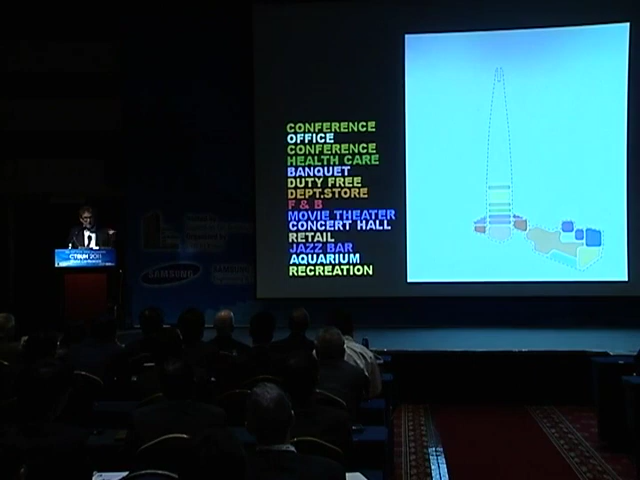 CONFERENCE
OFFICE
CONFERENCE
HEALTH CARE
BANQUET
DUTY FREE
DEPT.STORE
F & B
MOVIE THEATER
CONCERT HALL
RETAIL
JAZZ BAR
AQUARIUM
RECREATION
CTBUH 2011
SAMSUNG
SAMSUNG